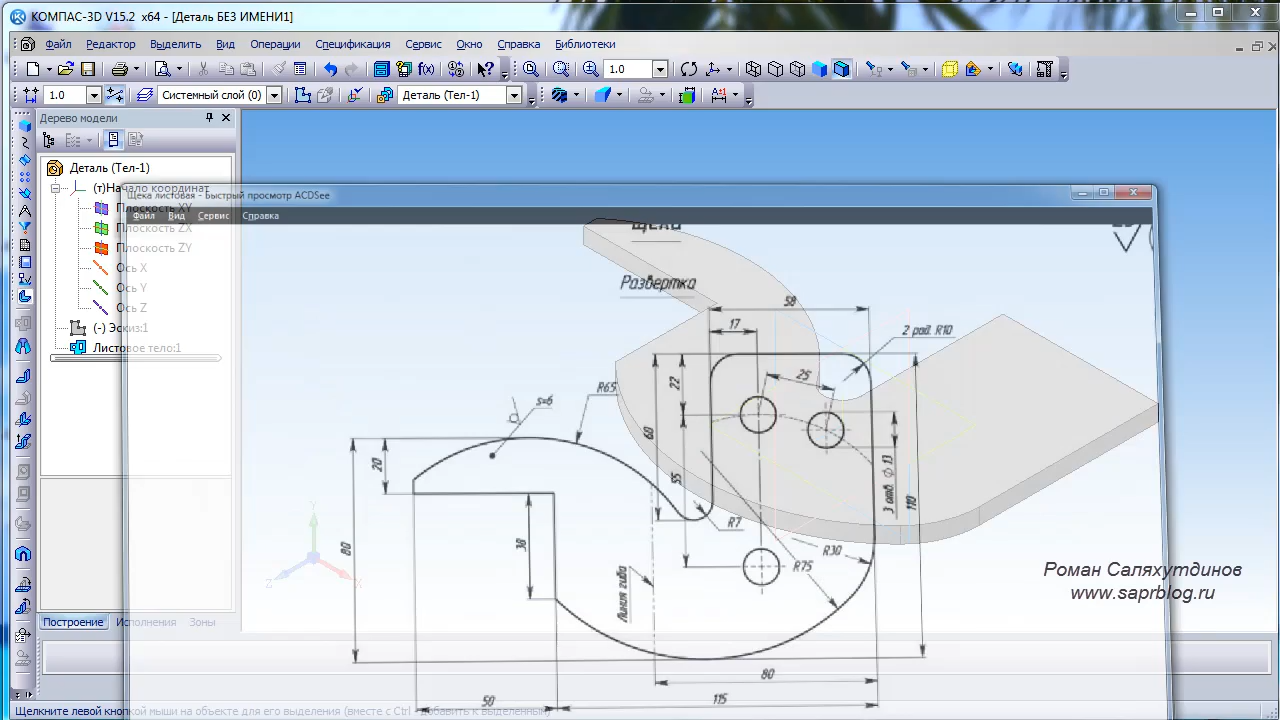 КОМПАС-3D V15.2 x64 - [Деталь БЕЗ ИМЕНИ1]
Файл Редактор Выделить Вид Операции Спецификация Сервис Окно Справка Библиотеки
1.0
f(x)
1.0 Системный слой (0) Деталь (Тел-1)
Дерево модели
Деталь (Тел-1)
(т)Начало координат
Плоскость XY
Плоскость ZX
Плоскость ZY
Ось X
Ось Y
Ось Z
(-) Эскиз:1
Листовое тело:1
Щека листовая - Быстрый просмотр ACDSee
Файл Вид Сервис Справка
Щека
Развертка
58
17
2 рад. R10
25
22
R65
s=6
60
20
55
3 отв. ∅ 13
110
R7
38
80
R30
R75
Линия гиба
80
50
115
Y
Z
X
Роман Саляхутдинов
www.saprblog.ru
Построение Исполнения Зоны
Щелкните левой кнопкой мыши на объекте для его выделения (вместе с Ctrl - добавить к выделенным)